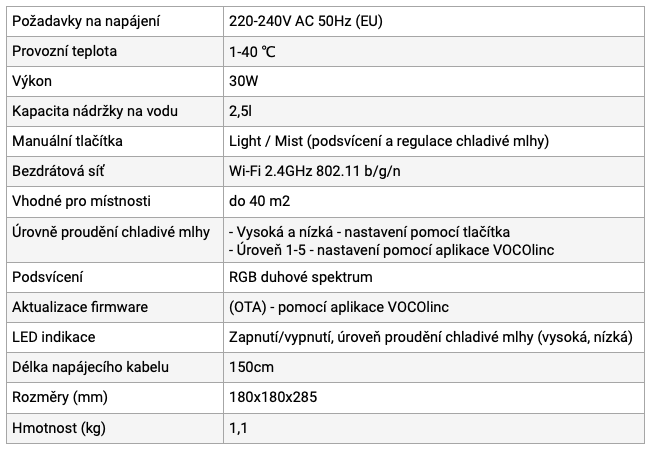 Požadavky na napájení 220-240V AC 50Hz (EU)
Provozní teplota 1-40 ℃
Výkon 30W
Kapacita nádržky na vodu 2,5l
Manuální tlačítka Light / Mist (podsvícení a regulace chladivé mlhy)
Bezdrátová síť Wi-Fi 2.4GHz 802.11 b/g/n
Vhodné pro místnosti do 40 m2
Úrovně proudění chladivé mlhy - Vysoká a nízká - nastavení pomocí tlačítka
- Úroveň 1-5 - nastavení pomocí aplikace VOCOlinc
Podsvícení RGB duhové spektrum
Aktualizace firmware (OTA) - pomocí aplikace VOCOlinc
LED indikace Zapnutí/vypnutí, úroveň proudění chladivé mlhy (vysoká, nízká)
Délka napájecího kabelu 150cm
Rozměry (mm) 180x180x285
Hmotnost (kg) 1,1